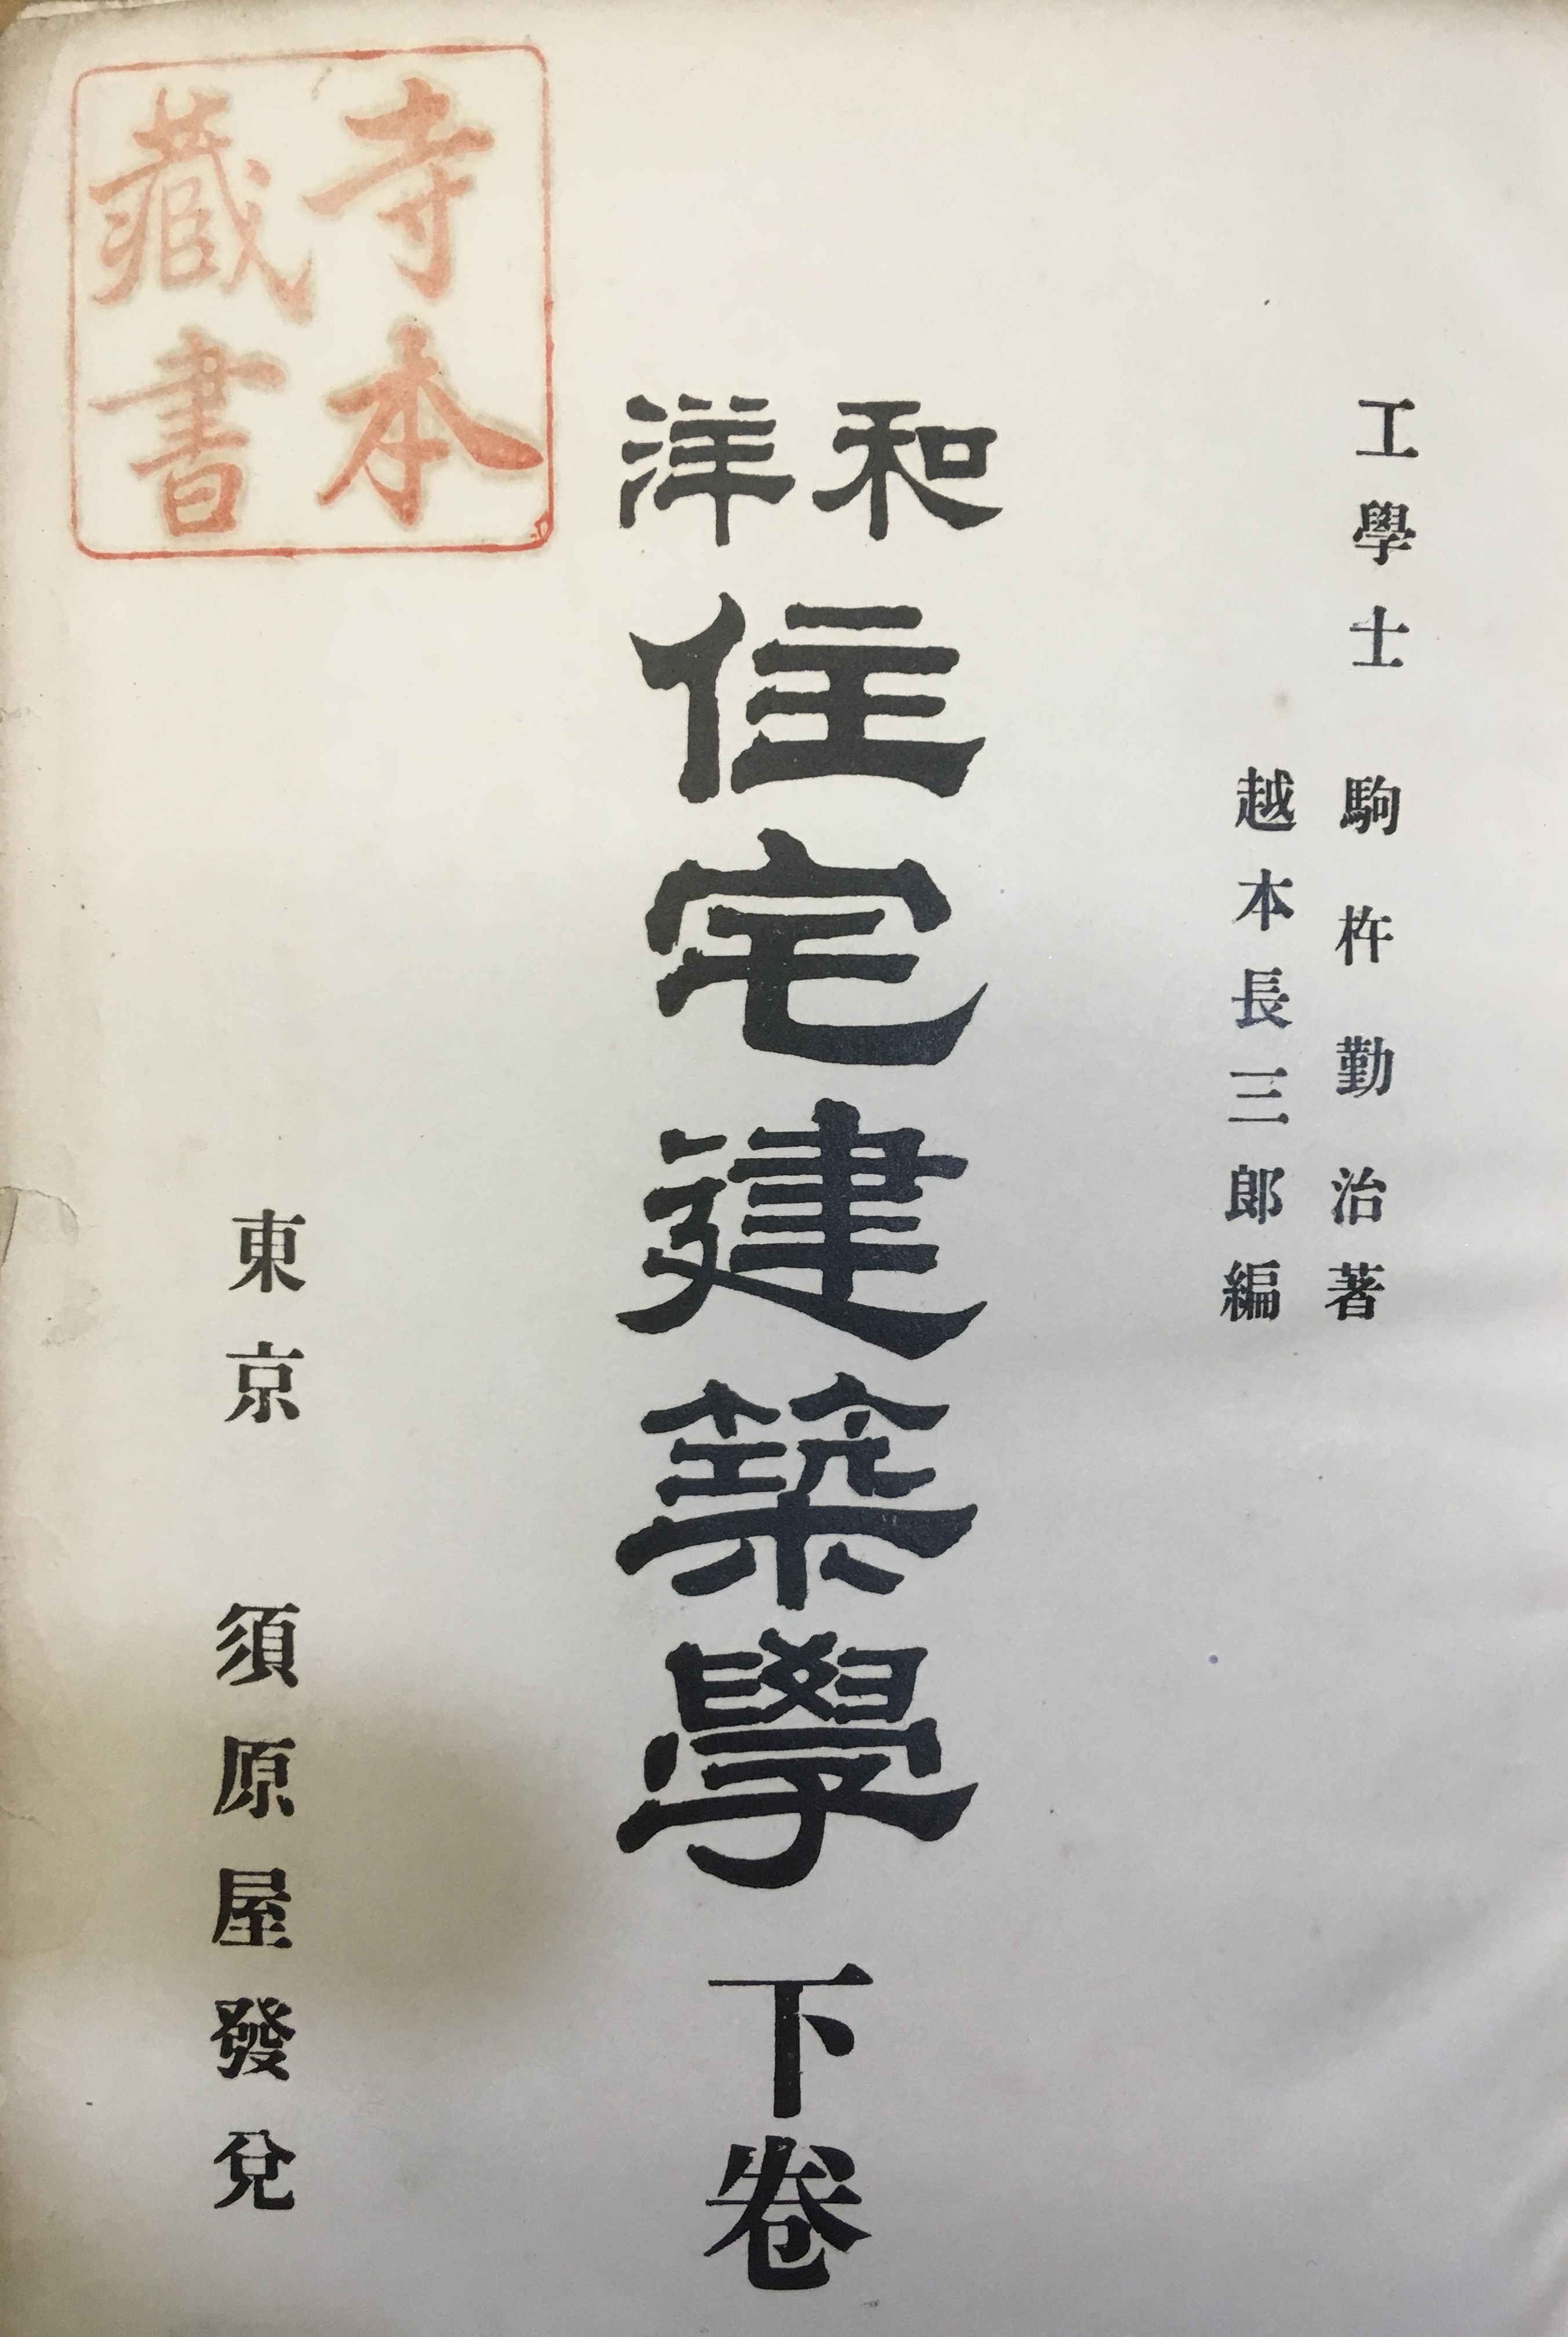 工學士 駒杵勤治著
越本長三郎編
和洋
住宅建築學 下卷
東京 須原屋發兌
寺本
藏書